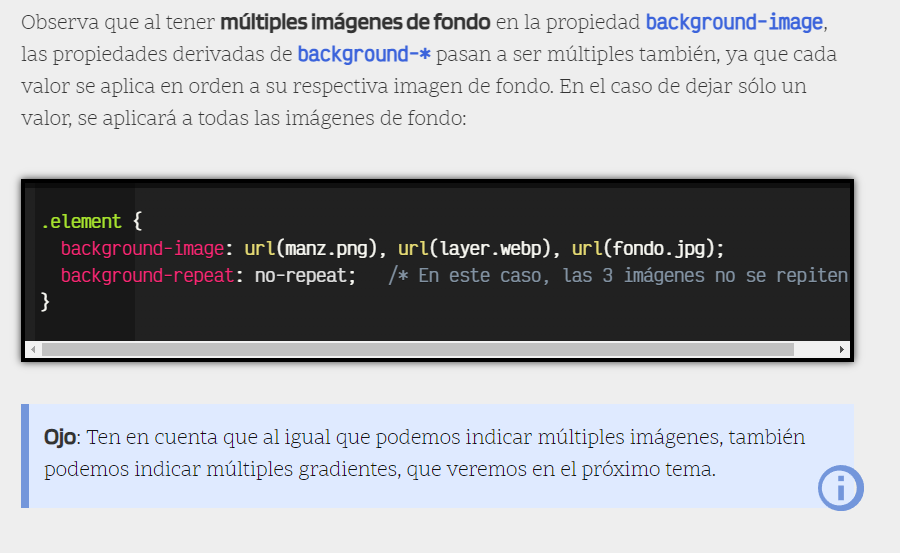 Observa que al tener múltiples imágenes de fondo en la propiedad background-image,
las propiedades derivadas de background-* pasan a ser múltiples también, ya que cada
valor se aplica en orden a su respectiva imagen de fondo. En el caso de dejar sólo un
valor, se aplicará a todas las imágenes de fondo:
.element {
  background-image: url(manz.png), url(layer.webp), url(fondo.jpg);
  background-repeat: no-repeat;   /* En este caso, las 3 imágenes no se repiten
}
Ojo: Ten en cuenta que al igual que podemos indicar múltiples imágenes, también
podemos indicar múltiples gradientes, que veremos en el próximo tema.